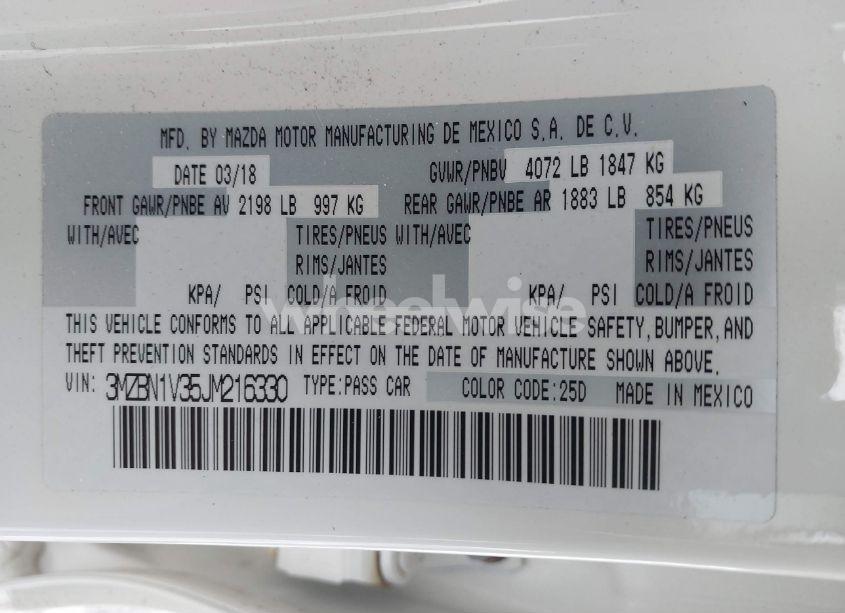 MFD. BY MAZDA MOTOR MANUFACTURING DE MEXICO S.A. DE C.V.
DATE 03/18 GVWR/PNBV 4072 LB 1847 KG
FRONT GAWR/PNBE AV 2198 LB 997 KG REAR GAWR/PNBE AR 1883 LB 854 KG
WITH/AVEC TIRES/PNEUS WITH/AVEC TIRES/PNEUS
RIMS/JANTES RIMS/JANTES
KPA/ PSI COLD/A FROID KPA/ PSI COLD/A FROID
wheelwise
THIS VEHICLE CONFORMS TO ALL APPLICABLE FEDERAL MOTOR VEHICLE SAFETY, BUMPER, AND
THEFT PREVENTION STANDARDS IN EFFECT ON THE DATE OF MANUFACTURE SHOWN ABOVE.
VIN: 3MZBN1V35JM216330 TYPE:PASS CAR COLOR CODE:25D MADE IN MEXICO